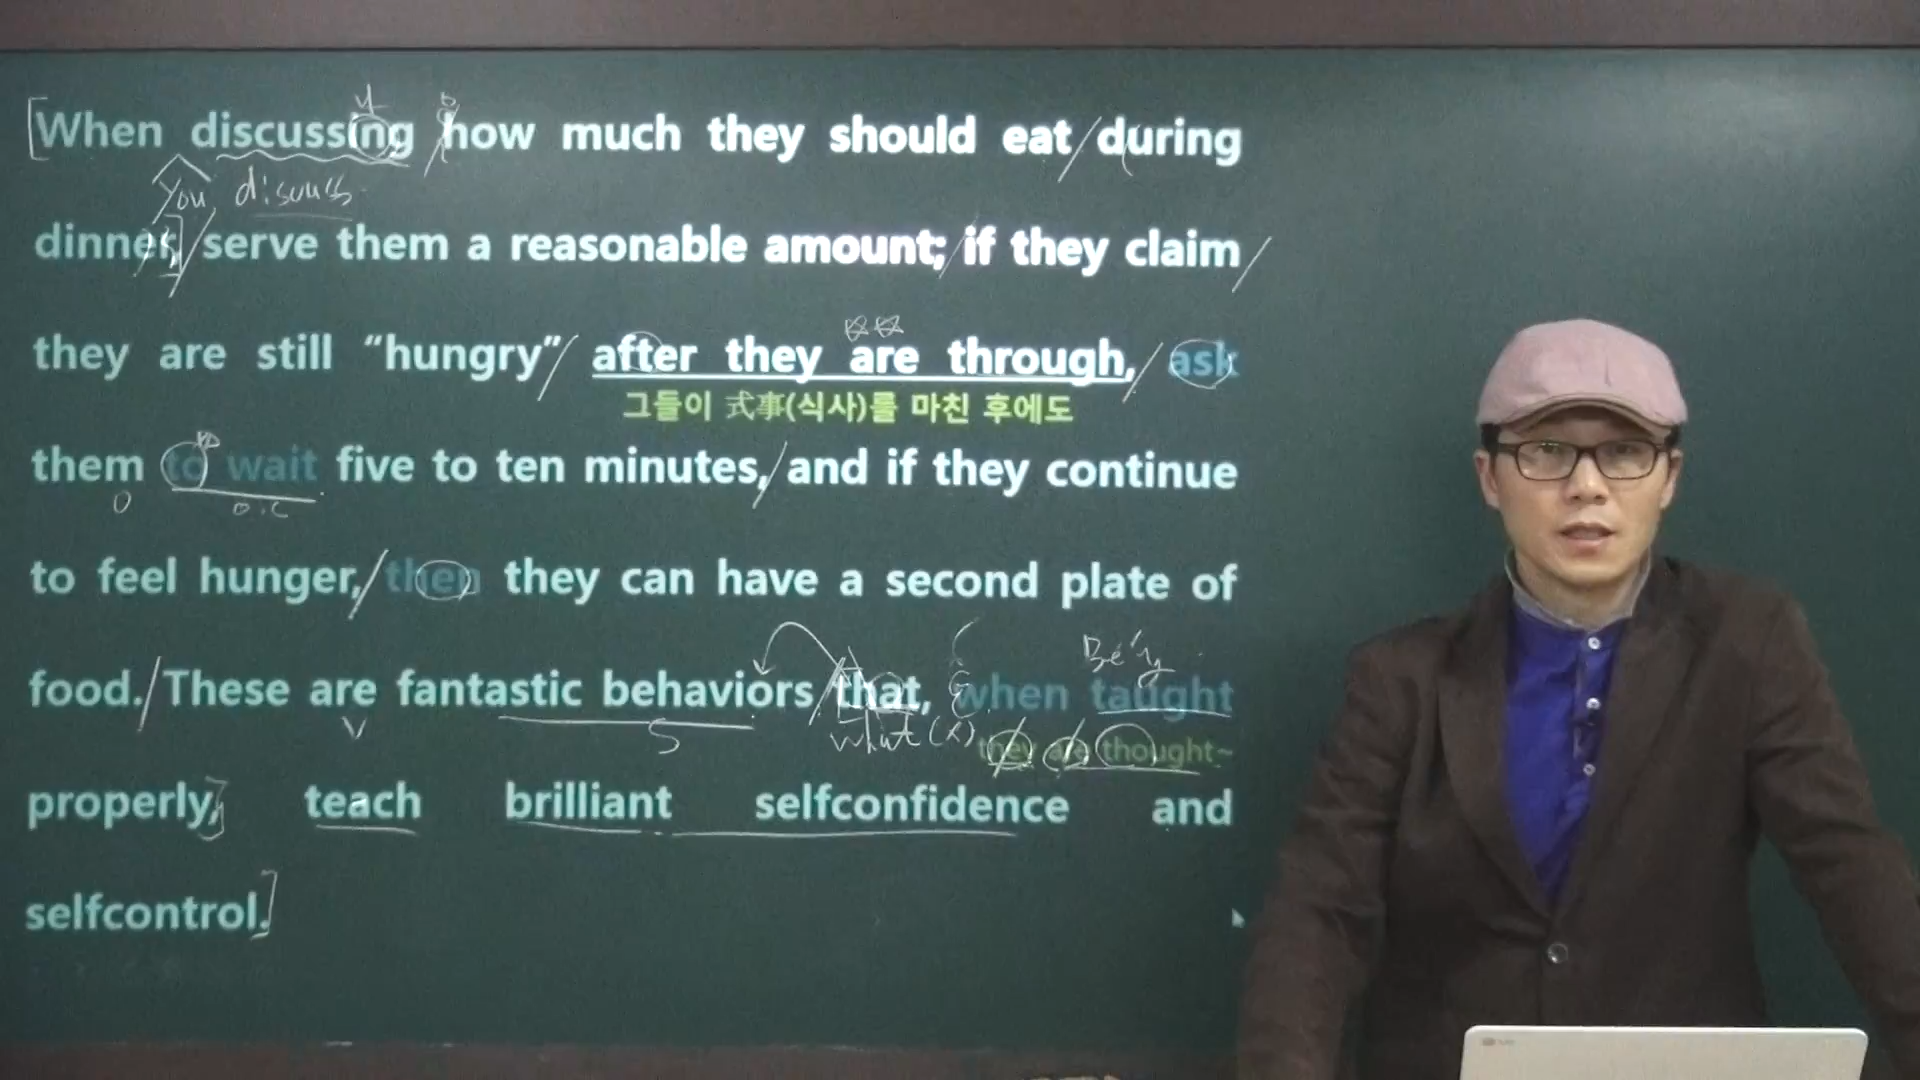 When discussing how much they should eat during
You discuss
dinner, serve them a reasonable amount; if they claim
they are still “hungry” after they are through, ask
그들이 式事(식사)를 마친 후에도
them to wait five to ten minutes, and if they continue
O O.C
to feel hunger, then they can have a second plate of
Being
food. These are fantastic behaviors that, when taught
V S what (X) they are thought~
properly, teach brilliant selfconfidence and
selfcontrol.